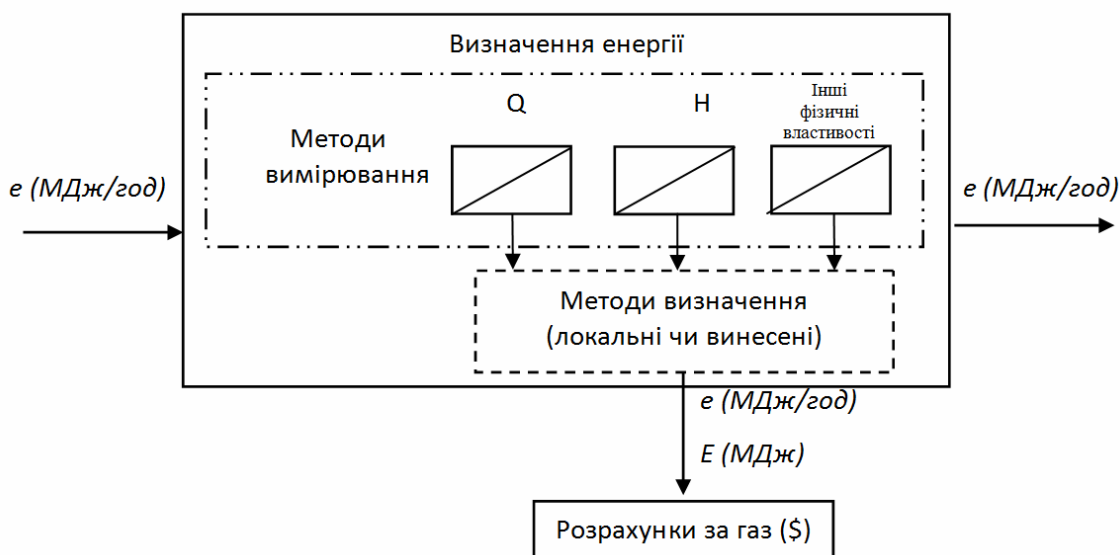 Визначення енергії
Q
H
Інші
фізичні
властивості
Методи
вимірювання
e (МДж/год)
e (МДж/год)
Методи визначення
(локальні чи винесені)
e (МДж/год)
E (МДж)
Розрахунки за газ ($)